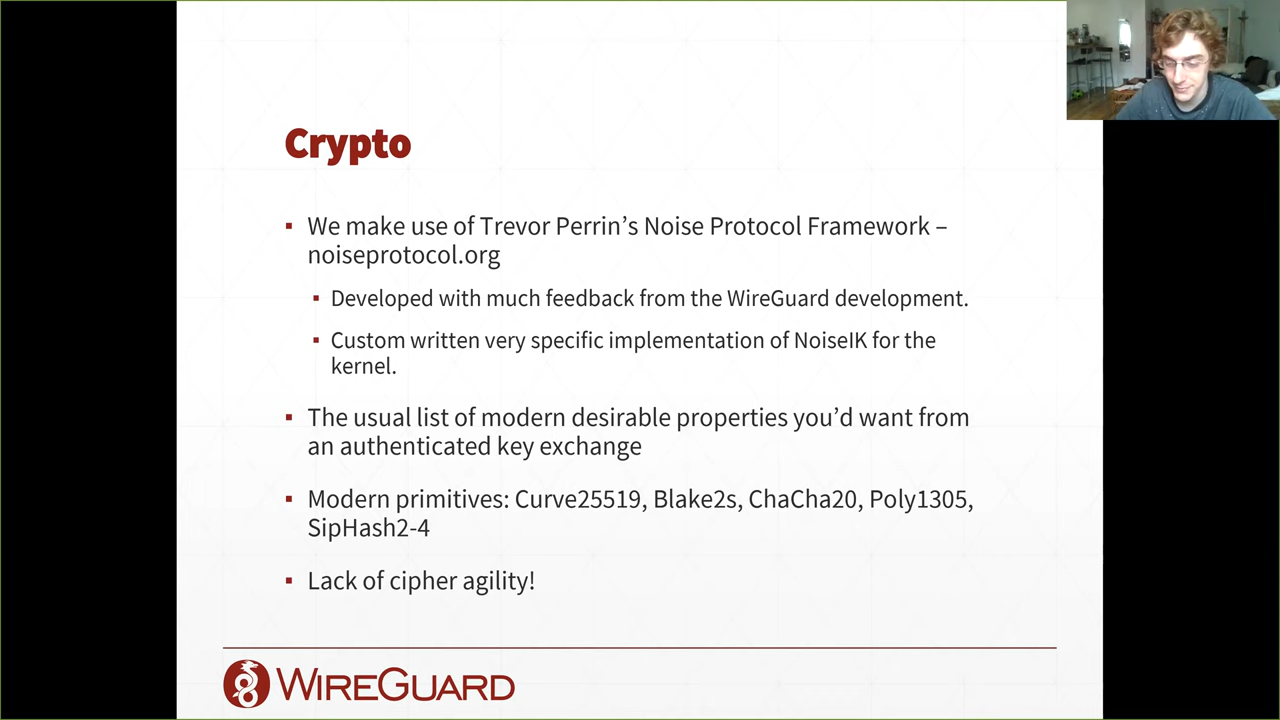 Crypto
▪ We make use of Trevor Perrin’s Noise Protocol Framework –
noiseprotocol.org
▪ Developed with much feedback from the WireGuard development.
▪ Custom written very specific implementation of NoiseIK for the
kernel.
▪ The usual list of modern desirable properties you’d want from
an authenticated key exchange
▪ Modern primitives: Curve25519, Blake2s, ChaCha20, Poly1305,
SipHash2-4
▪ Lack of cipher agility!
WIREGUARD